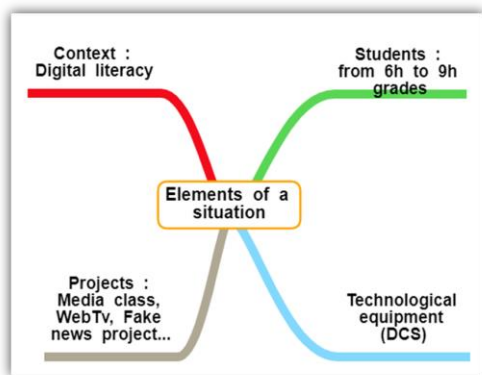 Context :
Digital literacy
Students :
from 6h to 9h
grades
Elements of a
situation
Projects :
Media class,
WebTv, Fake
news project...
Technological
equipment
(DCS)